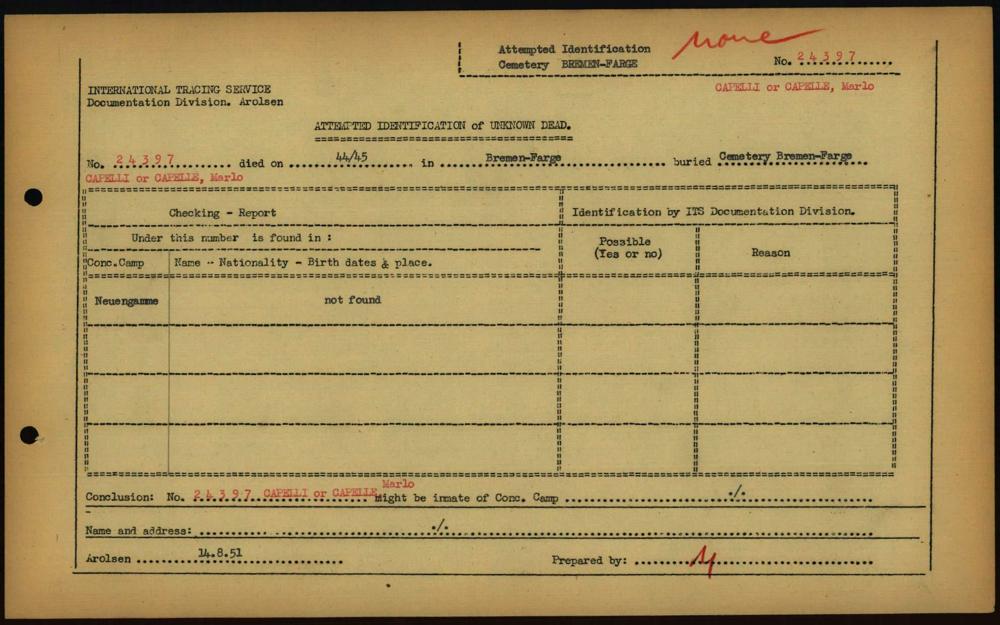 Attempted Identification
Cemetery BREMEN-FARGE
None
No. 24397
CAPELLI or CAPELLE, Marlo
INTERNATIONAL TRACING SERVICE
Documentation Division. Arolsen
ATTEMPTED IDENTIFICATION of UNKNOWN DEAD.
No. 24397 died on 44/45 in Bremen-Farge buried Cemetery Bremen-Farge
CAPELLI or CAPELLE, Marlo
Checking - Report
Identification by ITS Documentation Division.
Under this number is found in :
Possible
(Yes or no)
Reason
Conc.Camp
Name - Nationality - Birth dates & place.
Neuengamme
not found
Conclusion: No. 24397 CAPELLI or CAPELLE Marlo might be inmate of Conc. Camp ./.
Name and address: ./.
Arolsen 14.8.51
Prepared by: